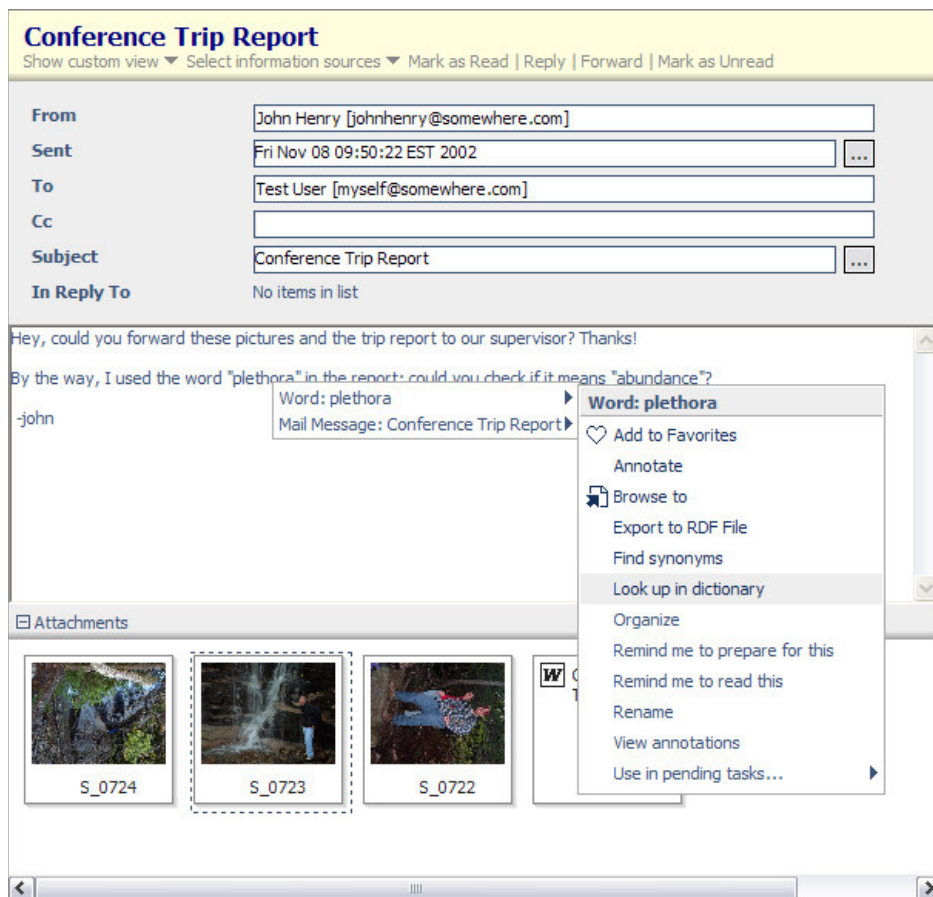 Conference Trip Report
Show custom view Select information sources Mark as Read | Reply | Forward | Mark as Unread
From John Henry [johnhenry@somewhere.com]
Sent Fri Nov 08 09:50:22 EST 2002 ...
To Test User [myself@somewhere.com]
Cc
Subject Conference Trip Report ...
In Reply To No items in list
Hey, could you forward these pictures and the trip report to our supervisor? Thanks!
By the way, I used the word "plethora" in the report; could you check if it means "abundance"?
-john
Word: plethora
Mail Message: Conference Trip Report
Word: plethora
Add to Favorites
Annotate
Browse to
Export to RDF File
Find synonyms
Look up in dictionary
Organize
Remind me to prepare for this
Remind me to read this
Rename
View annotations
Use in pending tasks...
Attachments
S_0724 S_0723 S_0722
W